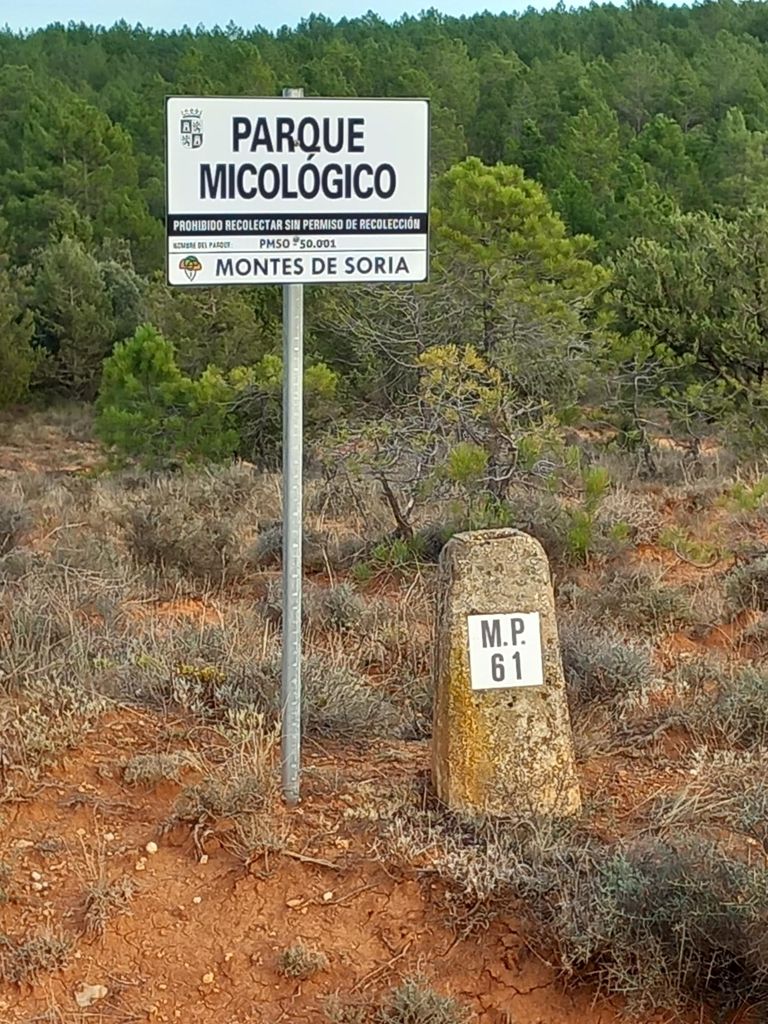 PARQUE
MICOLÓGICO
PROHIBIDO RECOLECTAR SIN PERMISO DE RECOLECCIÓN
NOMBRE DEL PARQUE: PMSO-50.001
MONTES DE SORIA
M.P.
61